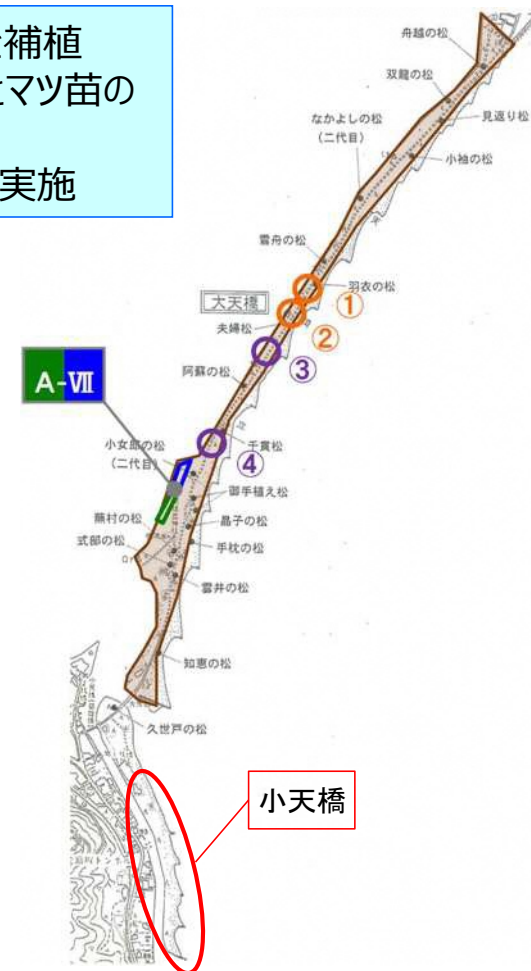 補植
マツ苗の
実施
舟越の松
双龍の松
なかよしの松
(二代目)
見返り松
小袖の松
雪舟の松
羽衣の松
大天橋
①
夫婦松
②
③
阿蘇の松
A-Ⅶ
小女郎の松
(二代目)
千貫松
④
御手植え松
蕪村の松
晶子の松
式部の松
手枕の松
雲井の松
知恵の松
久世戸の松
小天橋